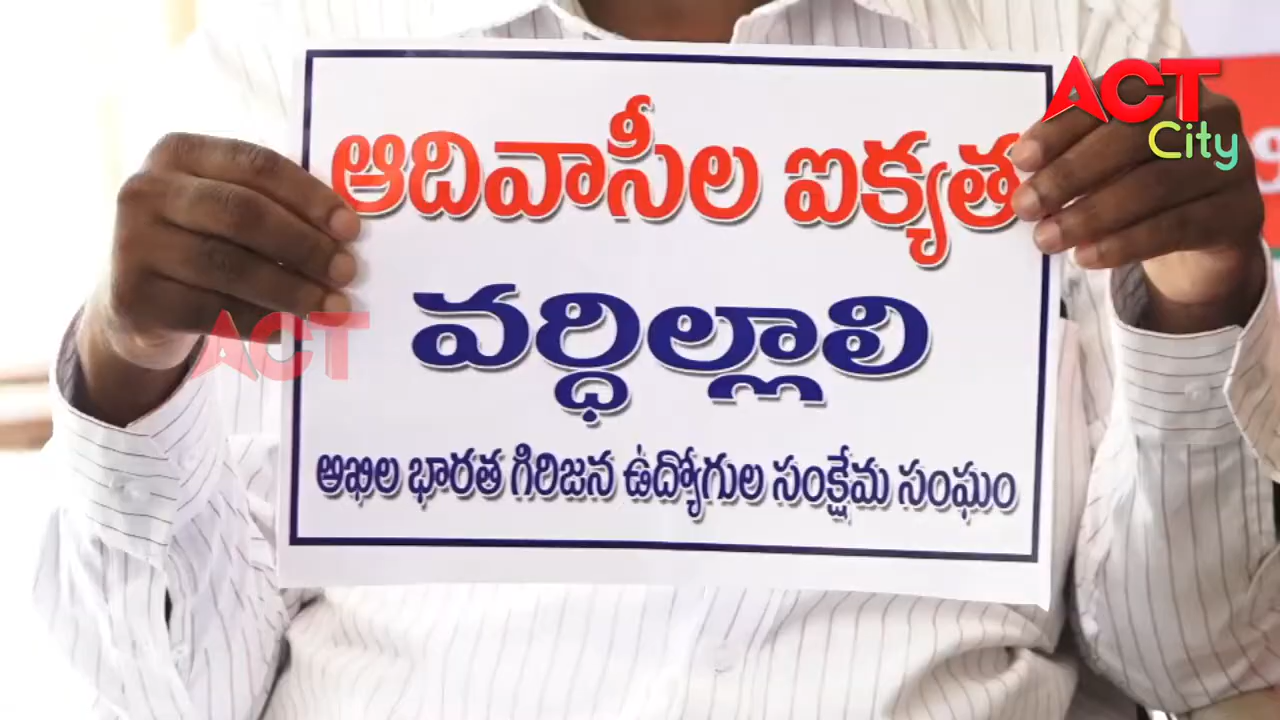 ఆదివాసీల ఐక్యత
వర్ధిల్లాలి
అఖిల భారత గిరిజన ఉద్యోగుల సంక్షేమ సంఘం
ACT
City
ACT